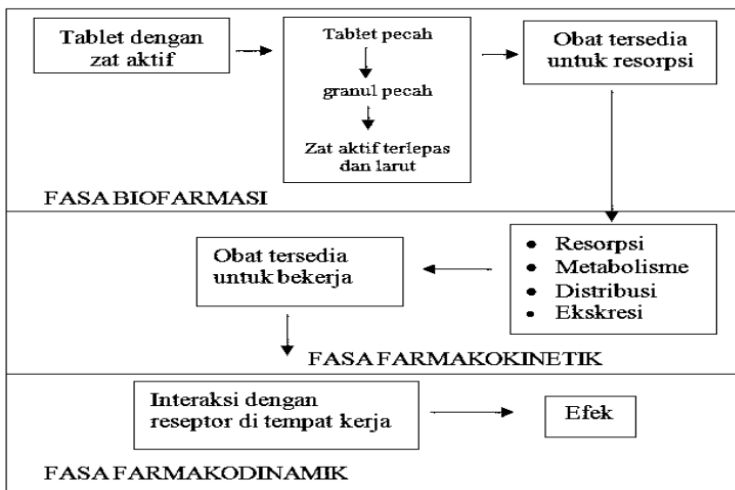 Tablet dengan
zat aktif
Tablet pecah
granul pecah
Zat aktif terlepas
dan larut
Obat tersedia
untuk resorpsi
FASA BIOFARMASI
Obat tersedia
untuk bekerja
• Resorpsi
• Metabolisme
• Distribusi
• Ekskresi
FASA FARMAKOKINETIK
Interaksi dengan
reseptor di tempat kerja
Efek
FASA FARMAKODINAMIK